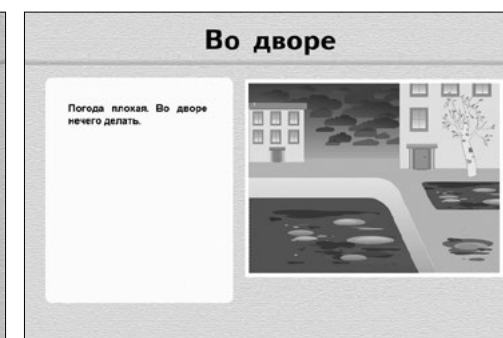 Во дворе
Погода плохая. Во дворе
нечего делать.